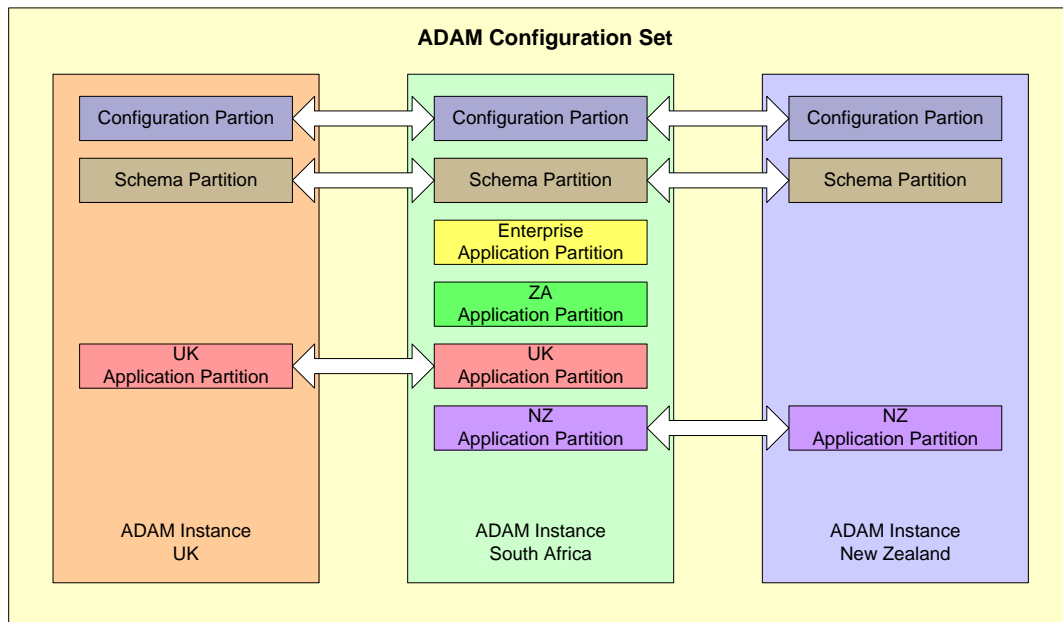 ADAM Configuration Set
Configuration Partion
Configuration Partion
Configuration Partion
Schema Partition
Schema Partition
Schema Partition
Enterprise
Application Partition
ZA
Application Partition
UK
Application Partition
UK
Application Partition
NZ
Application Partition
NZ
Application Partition
ADAM Instance
UK
ADAM Instance
South Africa
ADAM Instance
New Zealand